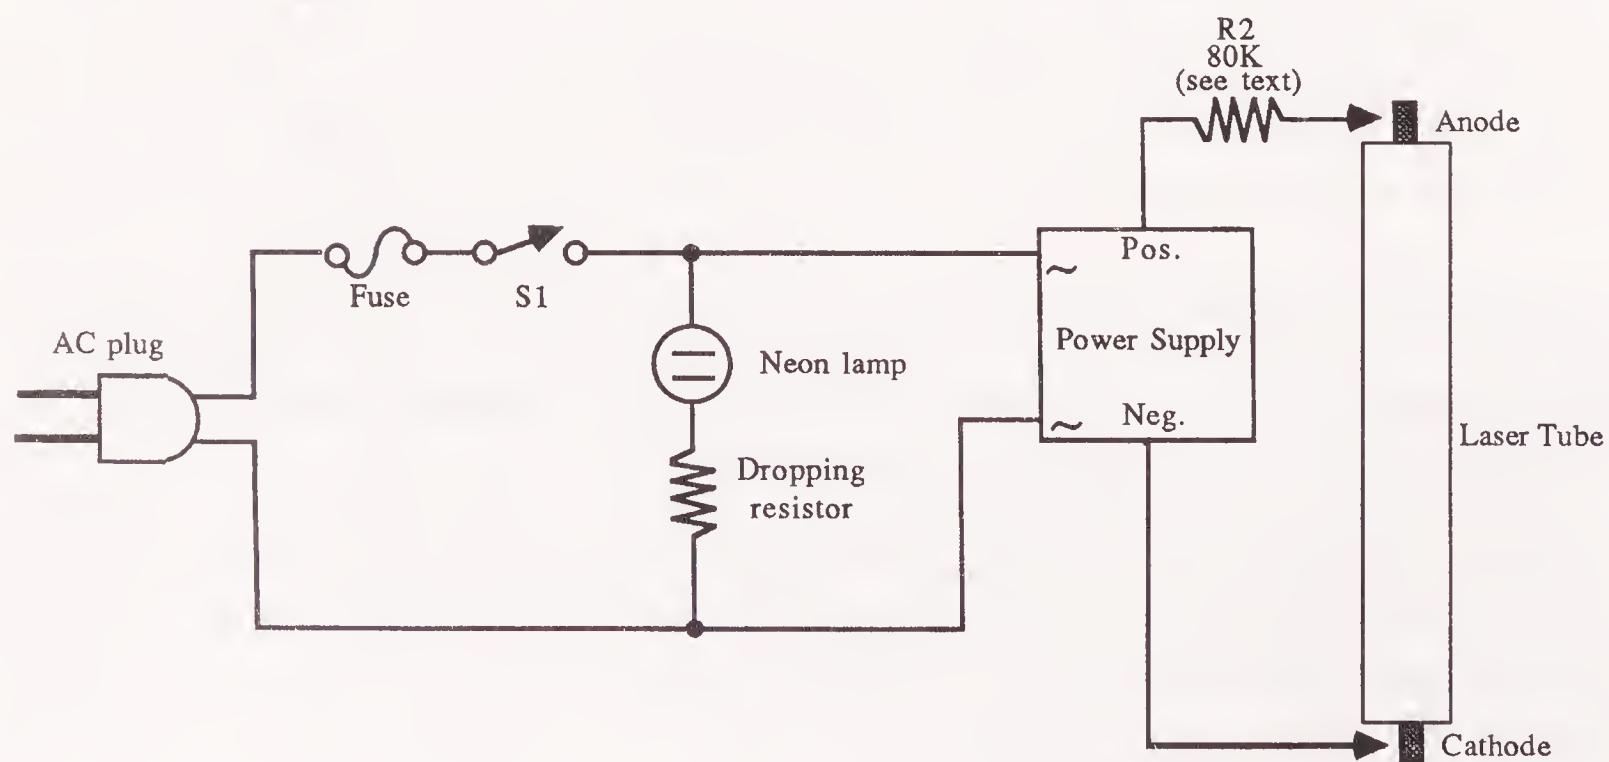 R2
80K
(see text)
Anode
Pos.
Fuse
S1
AC plug
Neon lamp
Power Supply
Neg.
Laser Tube
Dropping
resistor
Cathode